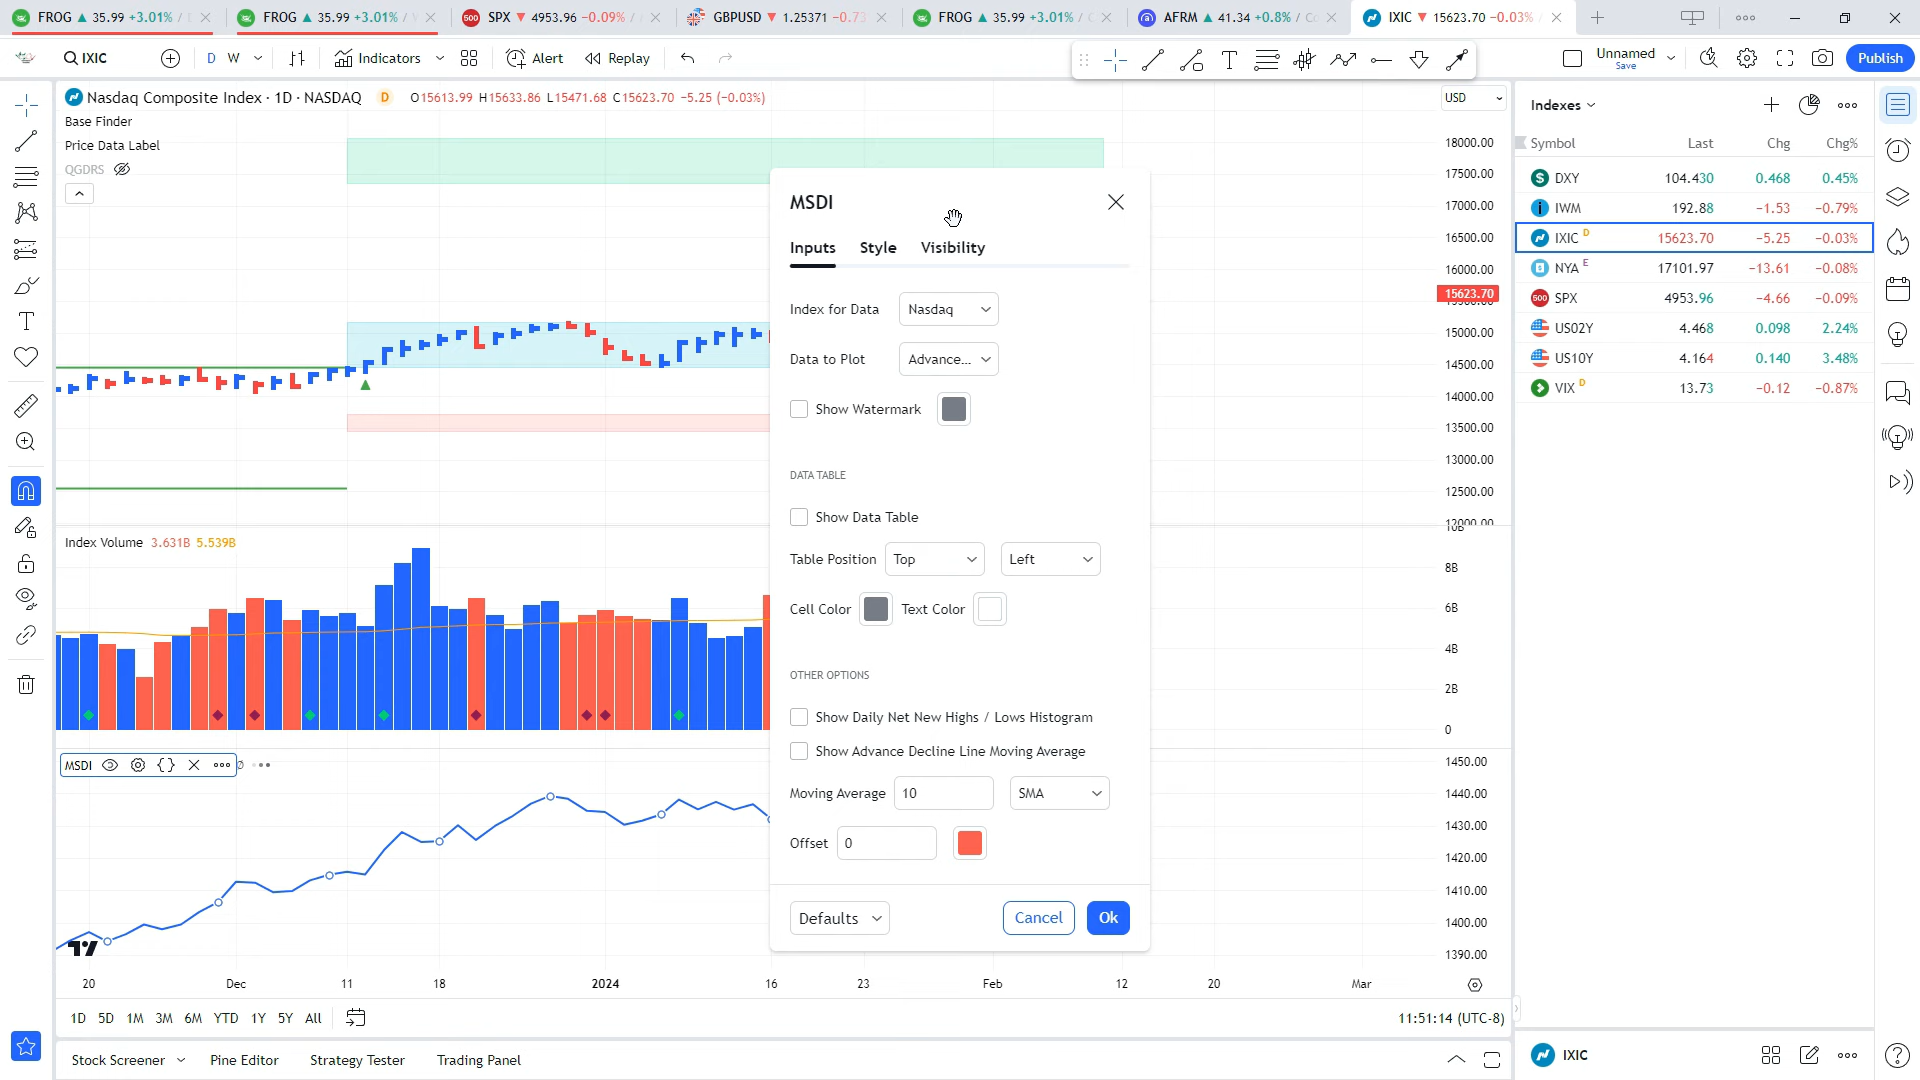 FROG ▲ 35.99 +3.01% /
FROG ▲ 35.99 +3.01% /
SPX ▼ 4953.96 −0.09% /
GBPUSD ▼ 1.25371 −0.73
FROG ▲ 35.99 +3.01% /
AFRM ▲ 41.34 +0.8% / Co
IXIC ▼ 15623.70 −0.03% /
IXIC
D W
Indicators
Alert
Replay
Unnamed
Save
Publish
Nasdaq Composite Index · 1D · NASDAQ D O15613.99 H15633.86 L15471.68 C15623.70 −5.25 (−0.03%)
USD
Base Finder
Price Data Label
QGDRS
18000.00
17500.00
17000.00
16500.00
16000.00
15623.70
15000.00
14500.00
14000.00
13500.00
13000.00
12500.00
12000.00
Index Volume 3.631B 5.539B
10B
8B
6B
4B
2B
0
MSDI
1450.00
1440.00
1430.00
1420.00
1410.00
1400.00
1390.00
20 Dec 11 18 2024 16 23 Feb 12 20 Mar
1D 5D 1M 3M 6M YTD 1Y 5Y All
11:51:14 (UTC-8)
Stock Screener Pine Editor Strategy Tester Trading Panel
MSDI
Inputs Style Visibility
Index for Data Nasdaq
Data to Plot Advance...
Show Watermark
DATA TABLE
Show Data Table
Table Position Top Left
Cell Color Text Color
OTHER OPTIONS
Show Daily Net New Highs / Lows Histogram
Show Advance Decline Line Moving Average
Moving Average 10 SMA
Offset 0
Defaults Cancel Ok
Indexes
Symbol Last Chg Chg%
DXY 104.430 0.468 0.45%
IWM 192.88 −1.53 −0.79%
IXIC D 15623.70 −5.25 −0.03%
NYA E 17101.97 −13.61 −0.08%
500 SPX 4953.96 −4.66 −0.09%
US02Y 4.468 0.098 2.24%
US10Y 4.164 0.140 3.48%
VIX D 13.73 −0.12 −0.87%
IXIC